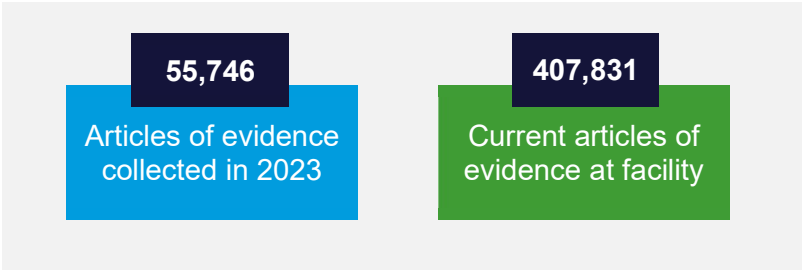 55,746
Articles of evidence
collected in 2023
407,831
Current articles of
evidence at facility